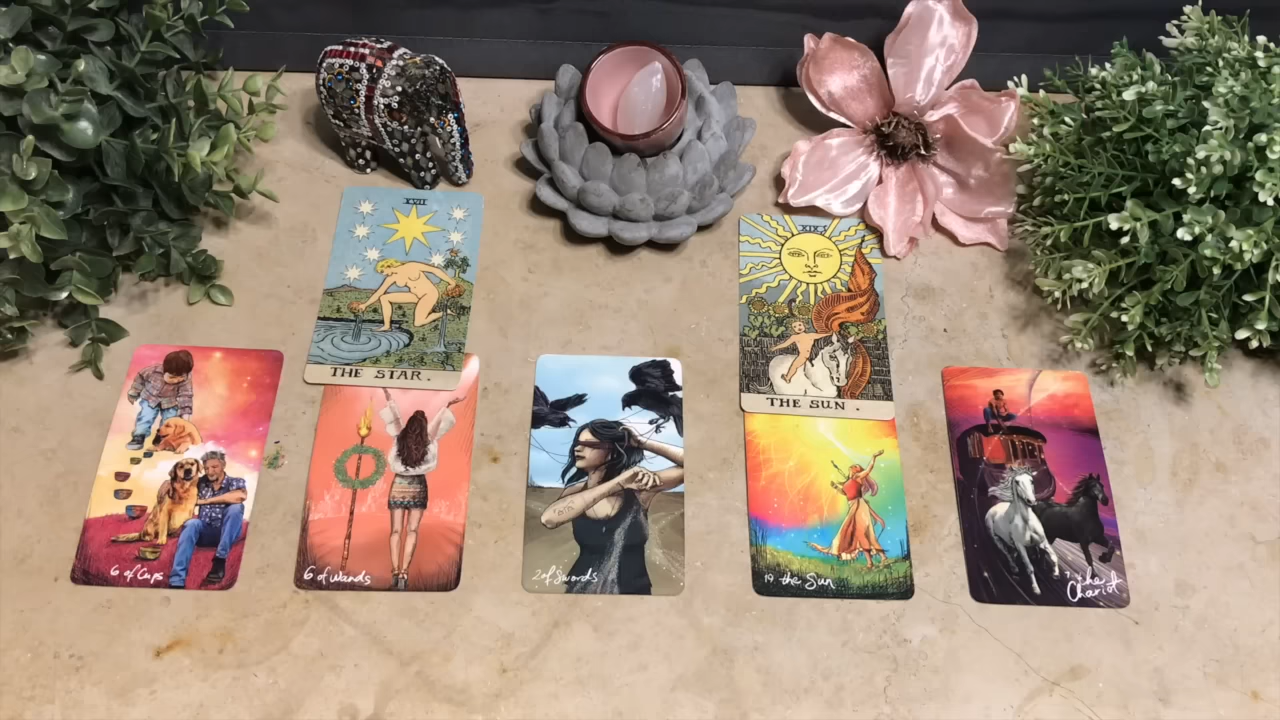 XVII
THE STAR.
XIX
THE SUN.
6 of Cups
6 of Wands
2 of Swords
19 the Sun
7 the
Chariot